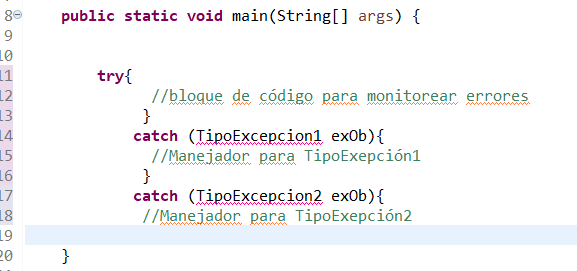 8 public static void main(String[] args) {
9
10
11 try{
12 //bloque de código para monitorear errores
13 }
14 catch (TipoExcepcion1 exOb){
15 //Manejador para TipoExepción1
16 }
17 catch (TipoExcepcion2 exOb){
18 //Manejador para TipoExepción2
19
20 }